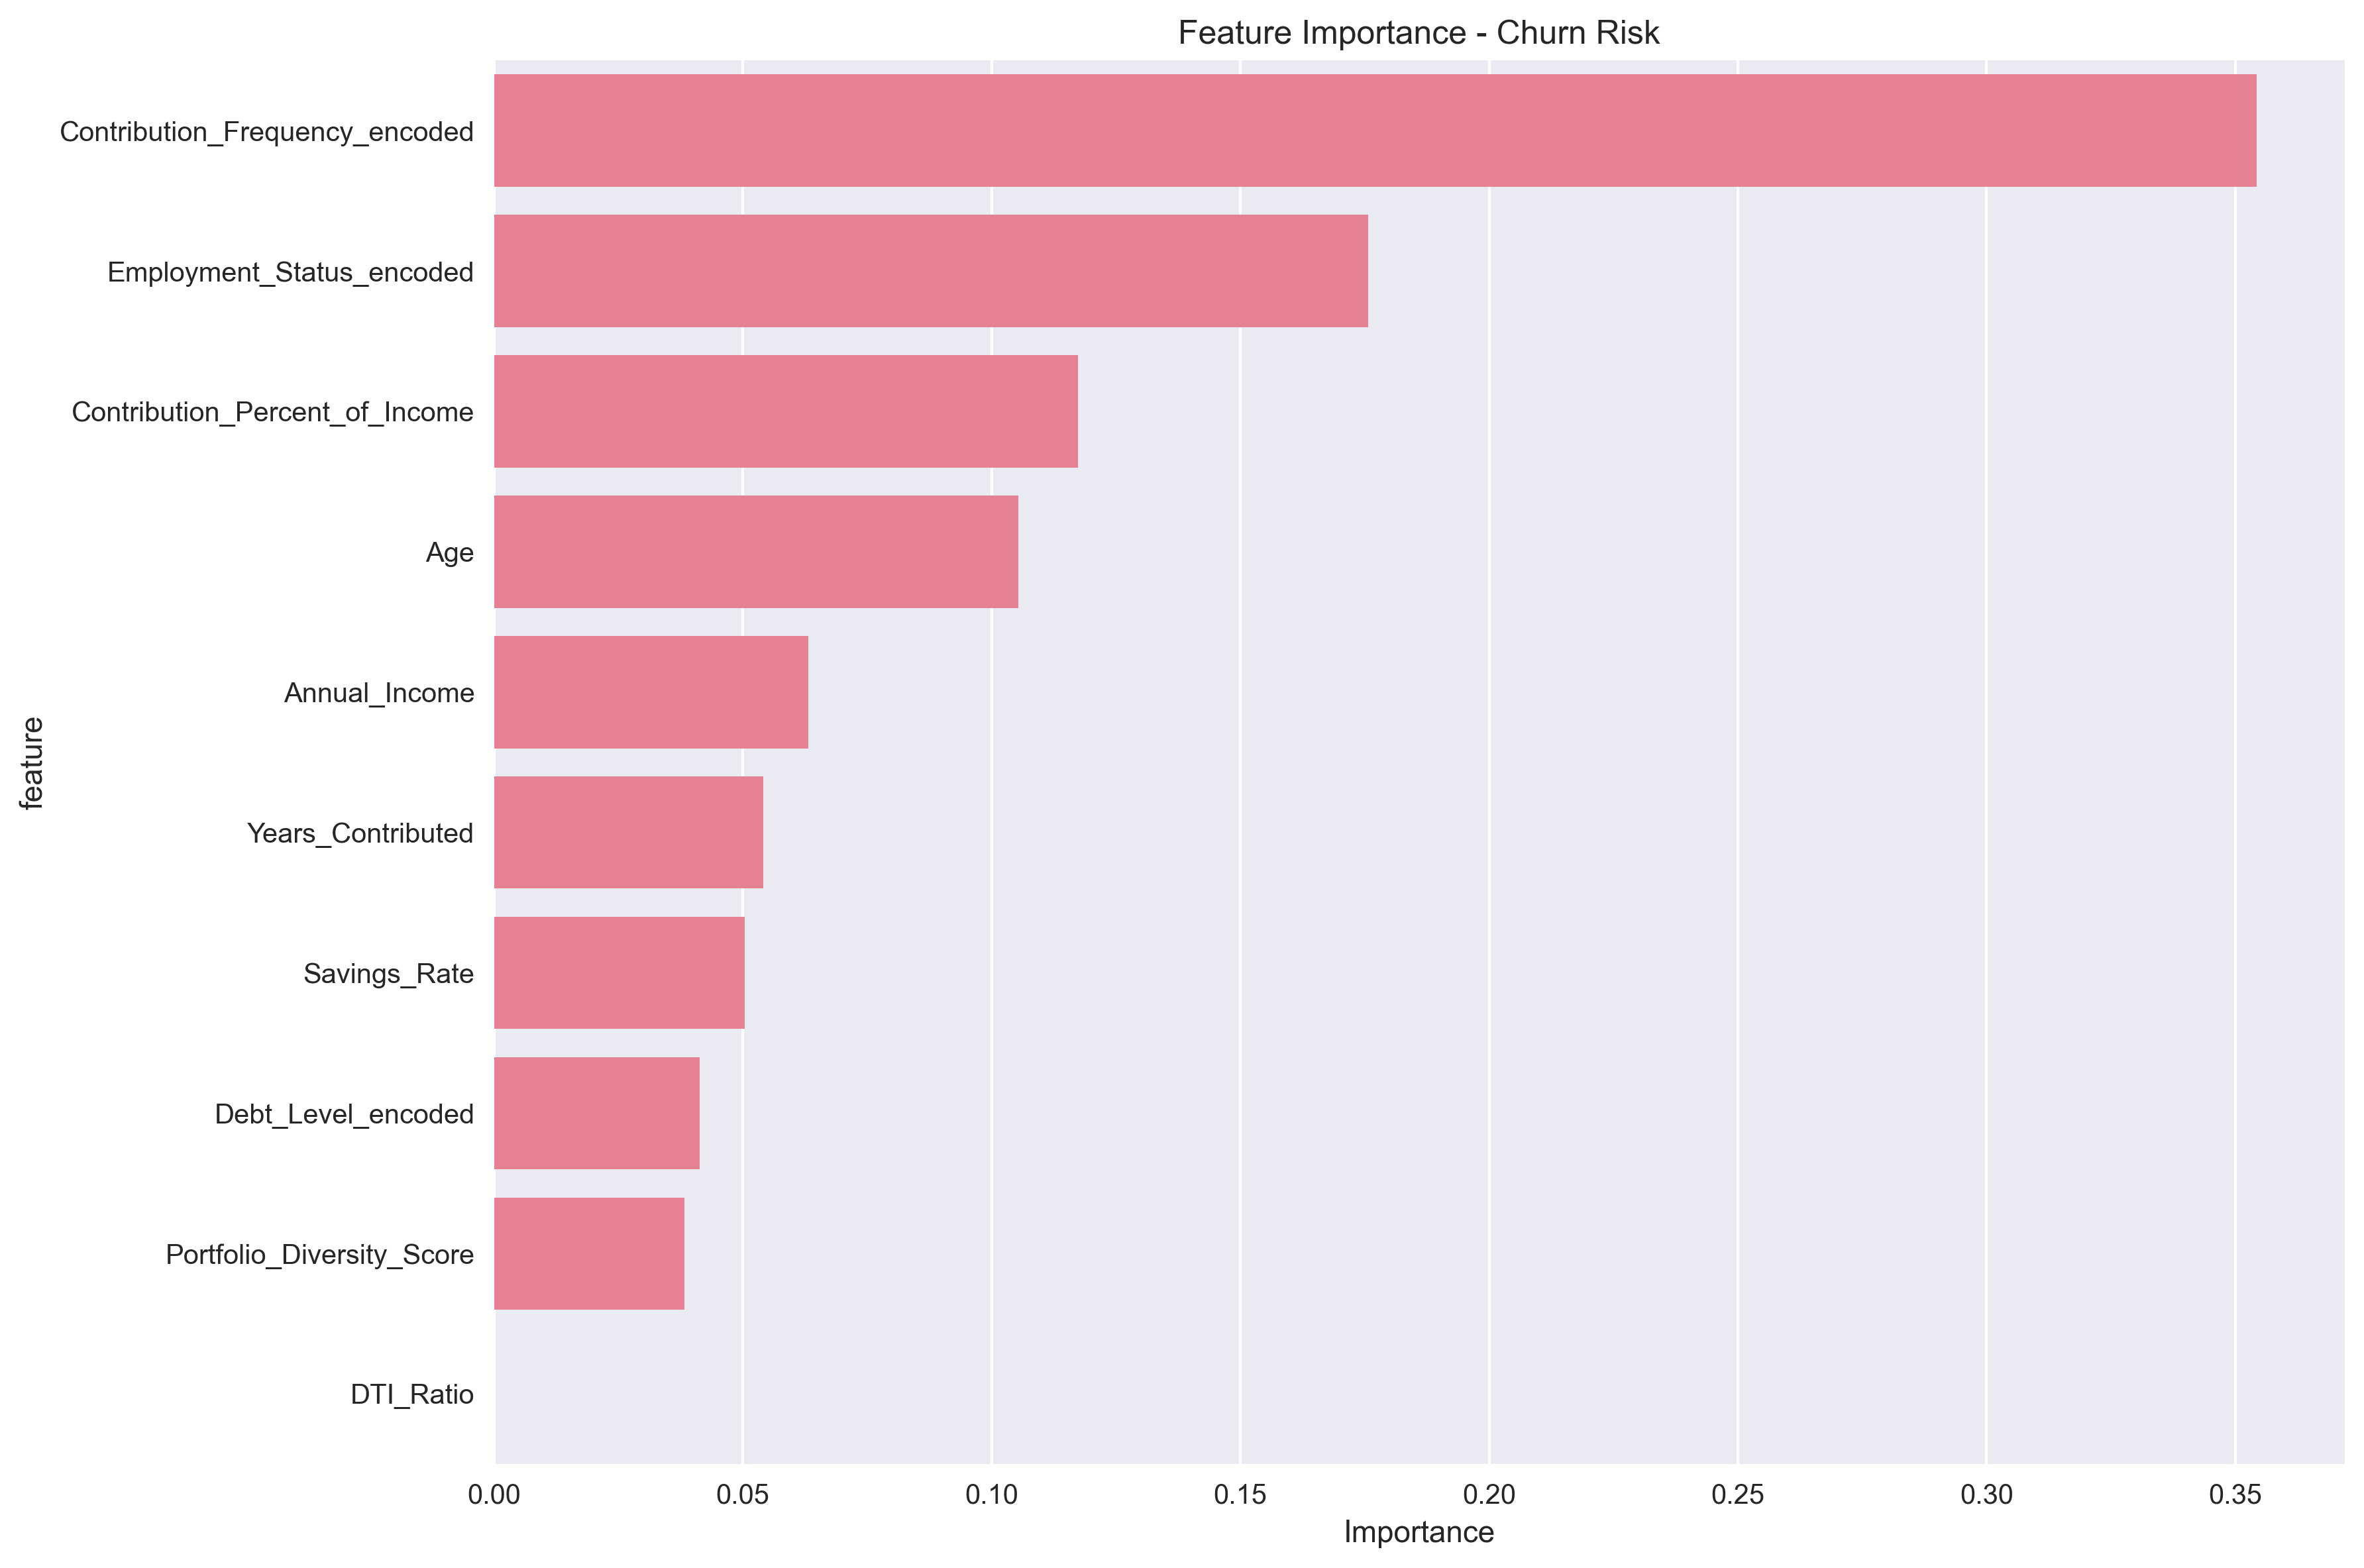 Feature Importance - Churn Risk
Contribution_Frequency_encoded
Employment_Status_encoded
Contribution_Percent_of_Income
Age
Annual_Income
Years_Contributed
Savings_Rate
Debt_Level_encoded
Portfolio_Diversity_Score
DTI_Ratio
feature
0.00 0.05 0.10 0.15 0.20 0.25 0.30 0.35
Importance